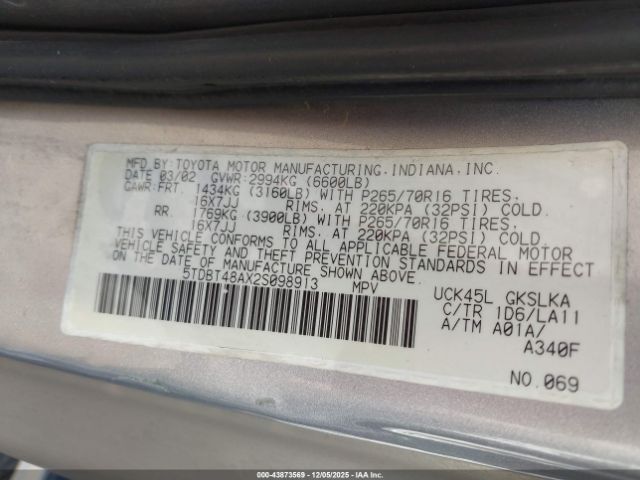 MFD.BY:TOYOTA MOTOR MANUFACTURING.INDIANA,INC.
DATE 03/02 GVWR:2994KG (6600LB)
GAWR:FRT. 1434KG (3160LB) WITH P265/70R16 TIRES.
16X7JJ RIMS. AT 220KPA (32PSI) COLD.
RR. 1769KG (3900LB) WITH P265/70R16 TIRES.
16X7JJ RIMS. AT 220KPA (32PSI) COLD.
THIS VEHICLE CONFORMS TO ALL APPLICABLE FEDERAL MOTOR
VEHICLE SAFETY AND THEFT PREVENTION STANDARDS IN EFFECT
ON THE DATE OF MANUFACTURE SHOWN ABOVE.
5TDBT48AX2S098913 MPV
UCK45L GKSLKA
C/TR 1D6/LA11
A/TM A01A/
A340F
NO.069
000-43873569 - 12/05/2025 - IAA Inc.